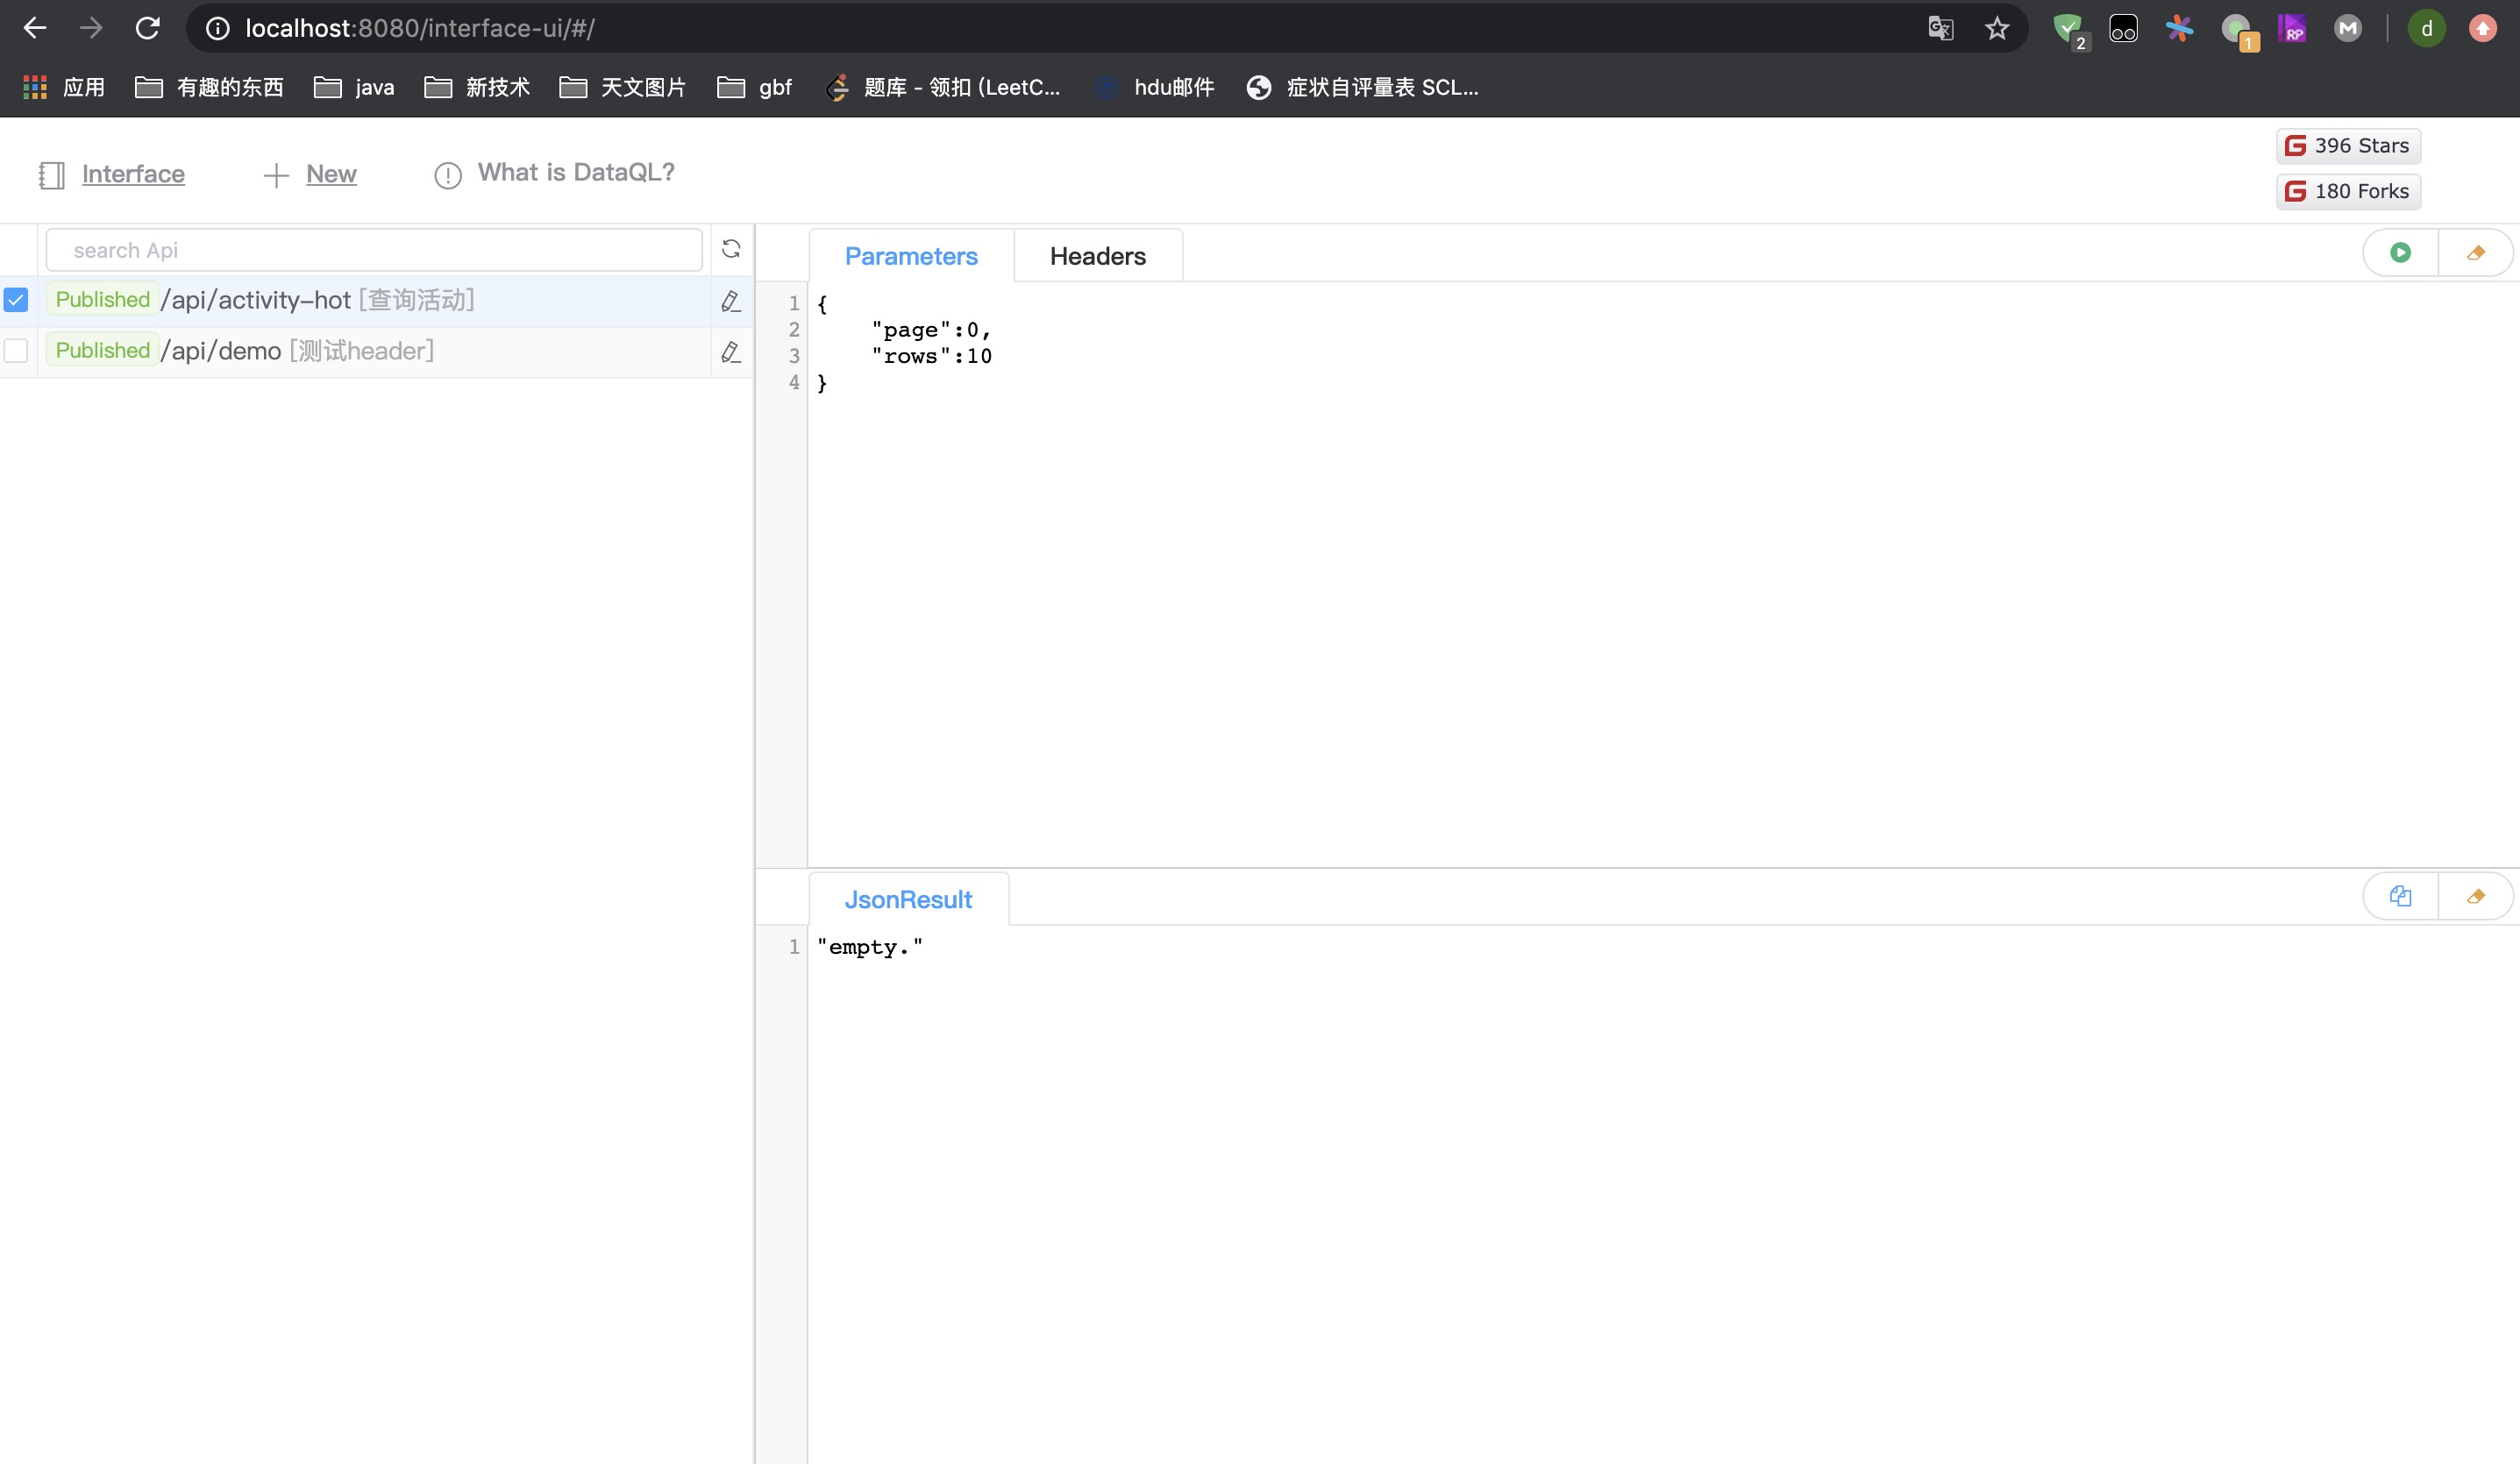 localhost:8080/interface-ui/#/
2
1
RP
M
d
应用
有趣的东西
java
新技术
天文图片
gbf
题库 - 领扣 (LeetC...
hdu邮件
症状自评量表 SCL...
Interface
New
What is DataQL?
396 Stars
180 Forks
search Api
Published /api/activity-hot [查询活动]
Published /api/demo [测试header]
Parameters
Headers
1 {
2 "page":0,
3 "rows":10
4 }
JsonResult
1 "empty."